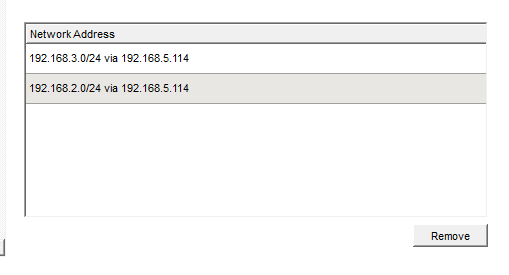 Network Address
192.168.3.0/24 via 192.168.5.114
192.168.2.0/24 via 192.168.5.114
Remove